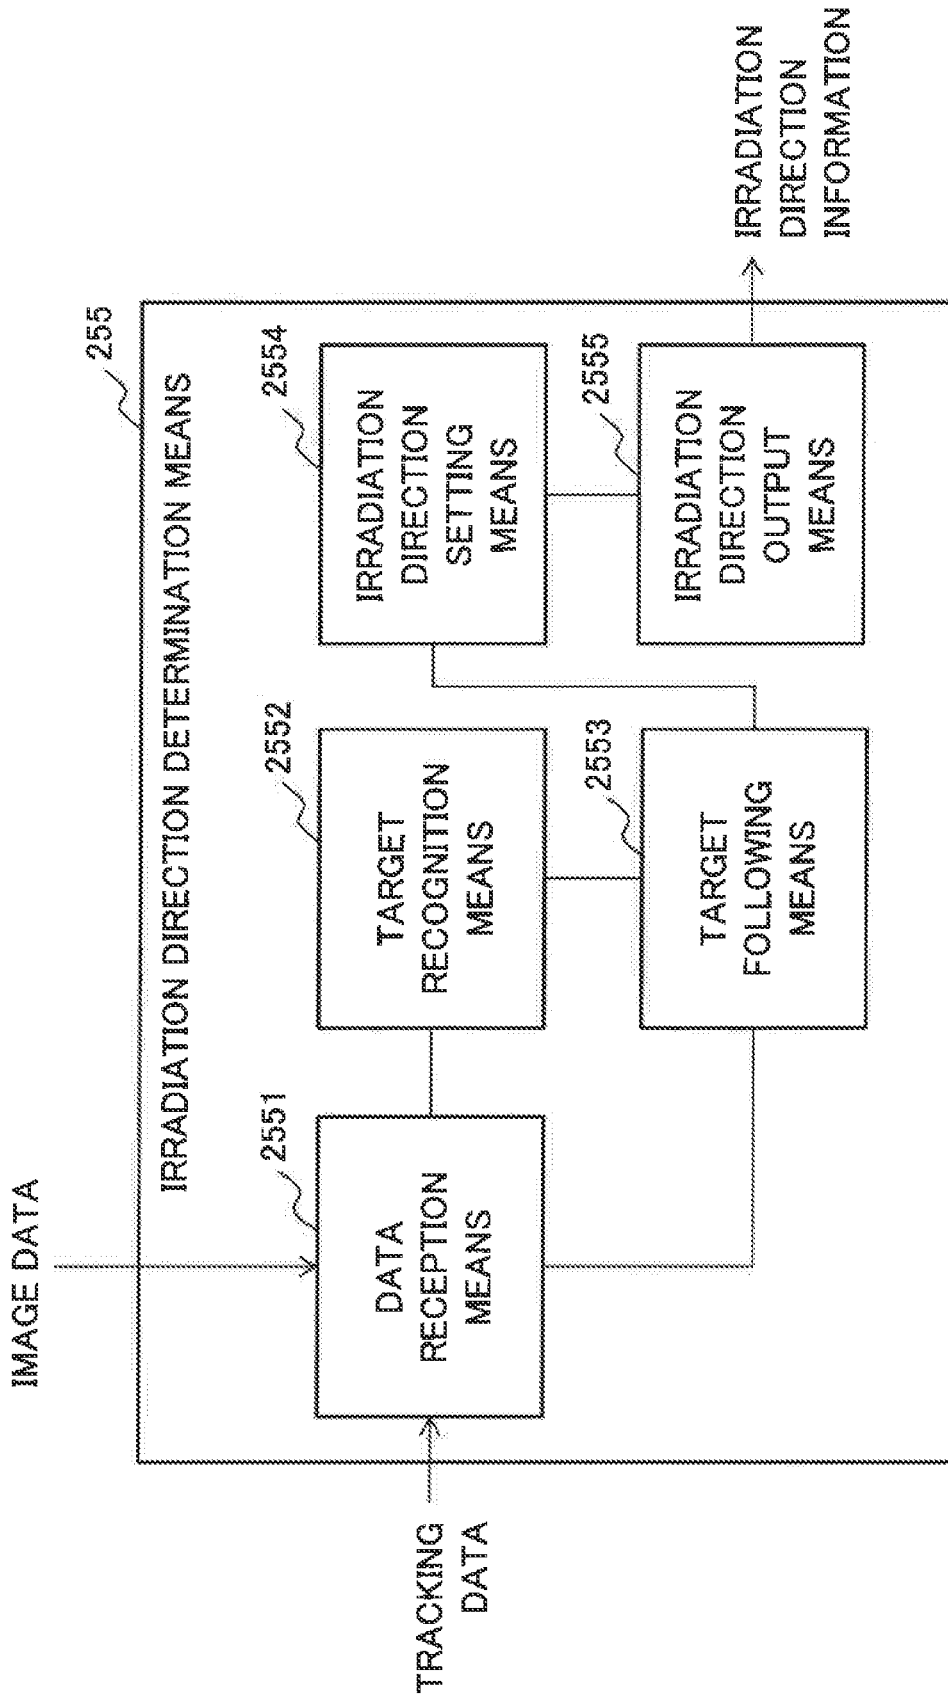 IMAGE DATA
TRACKING
DATA
255
IRRADIATION DIRECTION DETERMINATION MEANS
2551
DATA
RECEPTION
MEANS
2552
TARGET
RECOGNITION
MEANS
2553
TARGET
FOLLOWING
MEANS
2554
IRRADIATION
DIRECTION
SETTING
MEANS
2555
IRRADIATION
DIRECTION
OUTPUT
MEANS
IRRADIATION
DIRECTION
INFORMATION